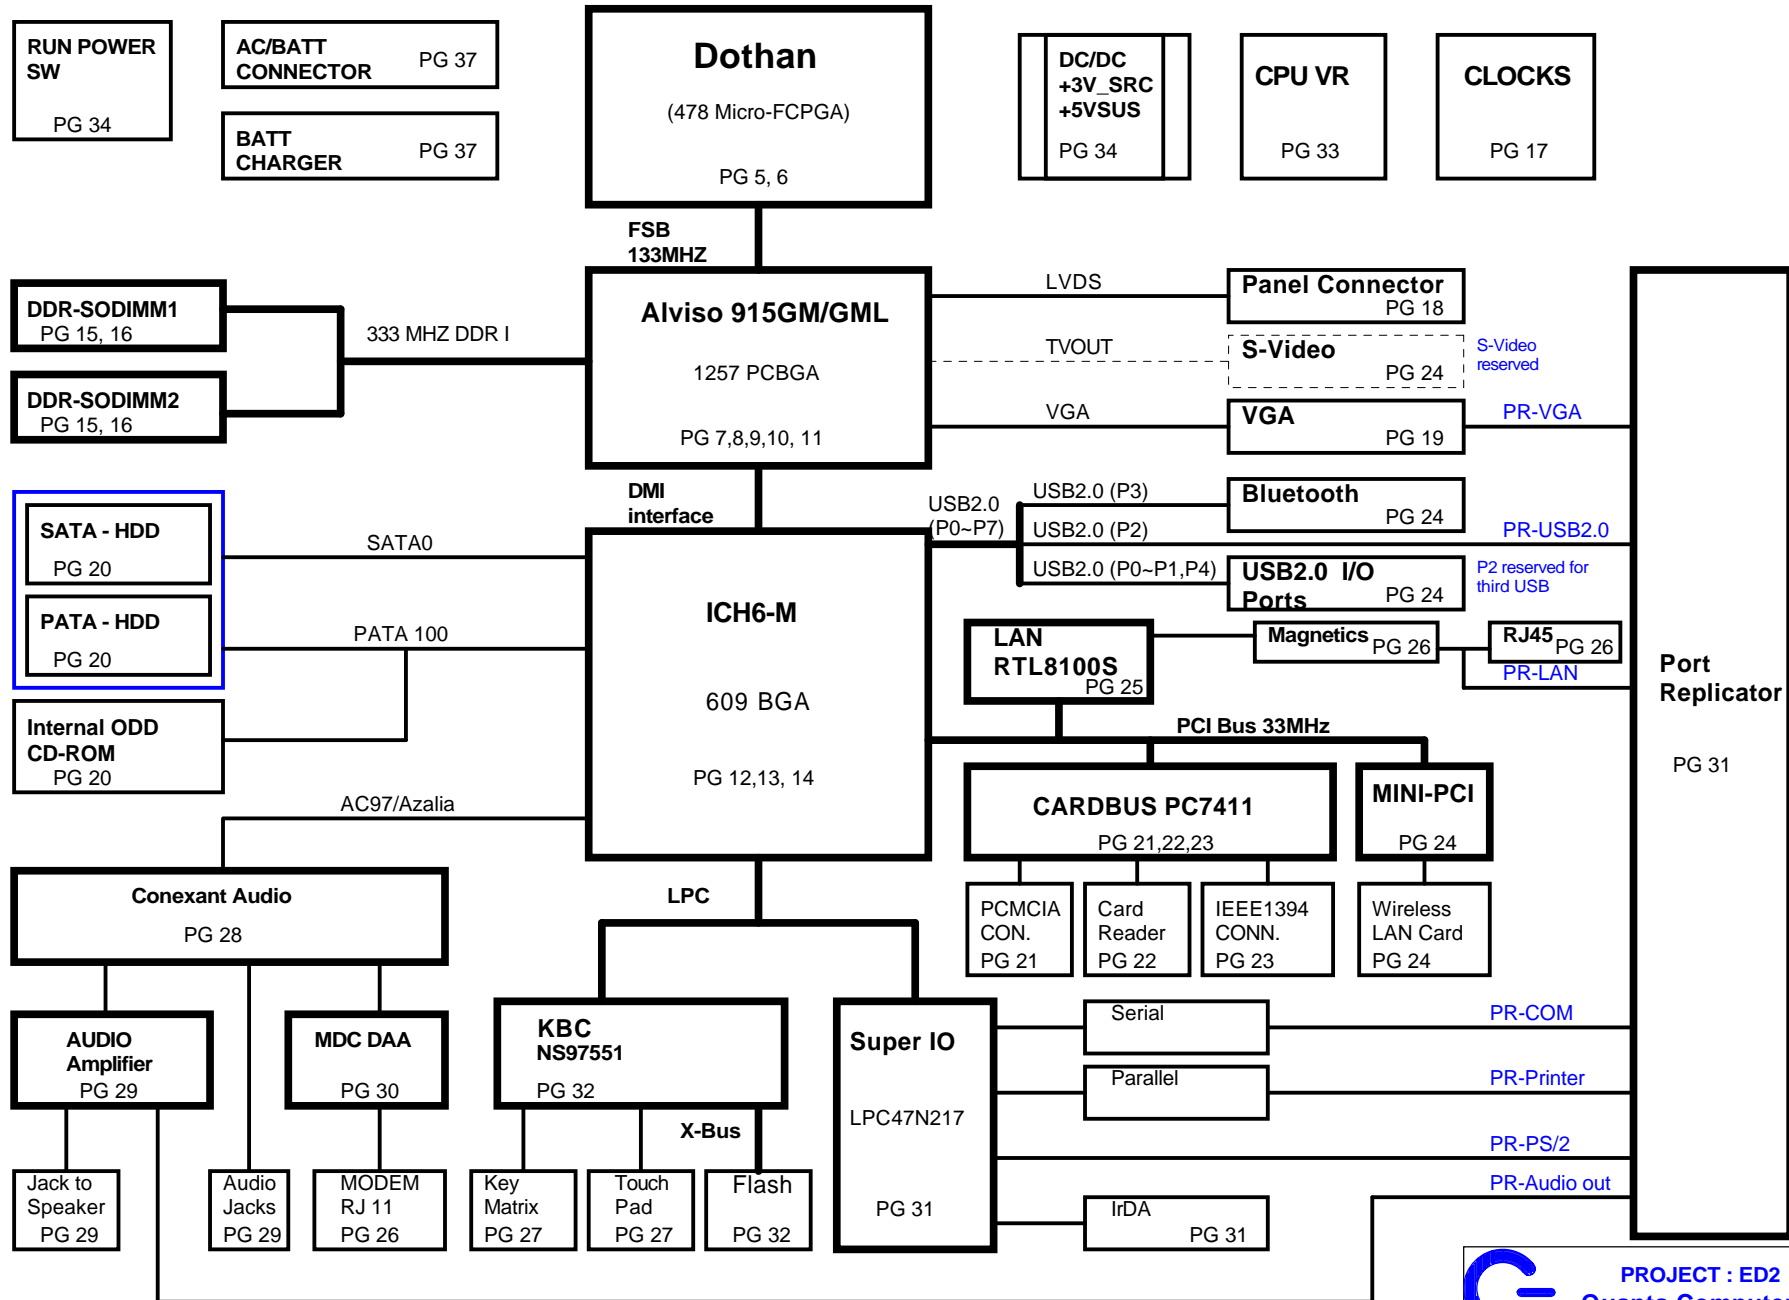 RUN POWER
SW
PG 34
AC/BATT
CONNECTOR
PG 37
BATT
CHARGER
PG 37
Dothan
(478 Micro-FCPGA)
PG 5, 6
DC/DC
+3V_SRC
+5VSUS
PG 34
CPU VR
PG 33
CLOCKS
PG 17
FSB
133MHZ
DDR-SODIMM1
PG 15, 16
DDR-SODIMM2
PG 15, 16
333 MHZ DDR I
Alviso 915GM/GML
1257 PCBGA
PG 7,8,9,10, 11
LVDS
Panel Connector
PG 18
TVOUT
S-Video
PG 24
S-Video
reserved
VGA
VGA
PG 19
PR-VGA
DMI
interface
USB2.0
(P0~P7)
USB2.0 (P3)
Bluetooth
PG 24
USB2.0 (P2)
PR-USB2.0
USB2.0 (P0~P1,P4)
USB2.0 I/O
Ports
PG 24
P2 reserved for
third USB
SATA - HDD
PG 20
SATA0
PATA - HDD
PG 20
PATA 100
Internal ODD
CD-ROM
PG 20
AC97/Azalia
ICH6-M
609 BGA
PG 12,13, 14
LAN
RTL8100S
PG 25
Magnetics
PG 26
RJ45
PG 26
PR-LAN
PCI Bus 33MHz
Port
Replicator
PG 31
CARDBUS PC7411
PG 21,22,23
MINI-PCI
PG 24
PCMCIA
CON.
PG 21
Card
Reader
PG 22
IEEE1394
CONN.
PG 23
Wireless
LAN Card
PG 24
Conexant Audio
PG 28
LPC
AUDIO
Amplifier
PG 29
MDC DAA
PG 30
KBC
NS97551
PG 32
X-Bus
Super IO
LPC47N217
PG 31
Serial
PR-COM
Parallel
PR-Printer
PR-PS/2
PR-Audio out
IrDA
PG 31
Jack to
Speaker
PG 29
Audio
Jacks
PG 29
MODEM
RJ 11
PG 26
Key
Matrix
PG 27
Touch
Pad
PG 27
Flash
PG 32
PROJECT : ED2
Quanta Computer